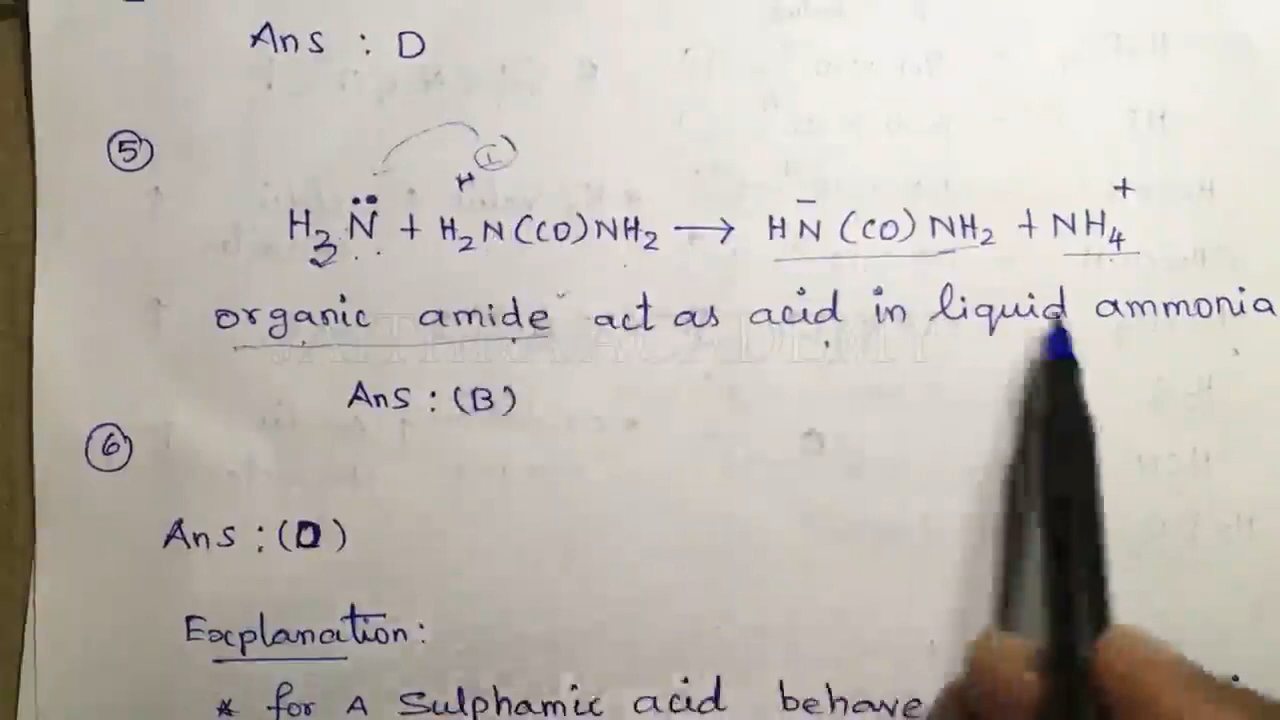 Ans : D
⑤
H₃N̈ + H₂N(CO)NH₂ ⟶ HN̄ (CO) NH₂ + NH₄⁺
organic amide act as acid in liquid ammonia
Ans : (B)
⑥
Ans : (D)
Explanation:
* for A Sulphamic acid behave